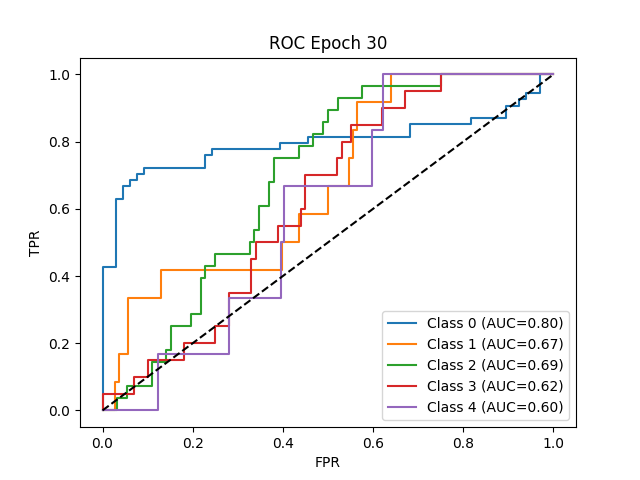 ROC Epoch 30
1.0
0.8
0.6
0.4
0.2
0.0
TPR
0.0 0.2 0.4 0.6 0.8 1.0
FPR
Class 0 (AUC=0.80)
Class 1 (AUC=0.67)
Class 2 (AUC=0.69)
Class 3 (AUC=0.62)
Class 4 (AUC=0.60)